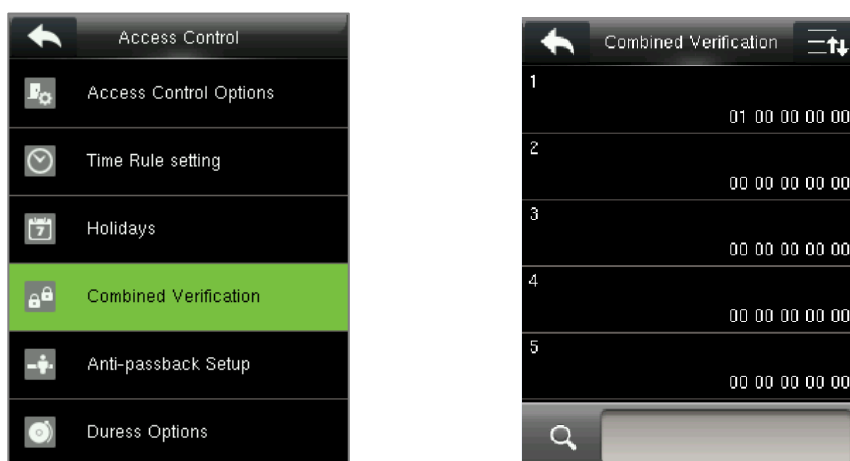 Access Control
Access Control Options
Time Rule setting
7
Holidays
Combined Verification
Anti-passback Setup
Duress Options
Combined Verification
1
01 00 00 00 00
2
00 00 00 00 00
3
00 00 00 00 00
4
00 00 00 00 00
5
00 00 00 00 00